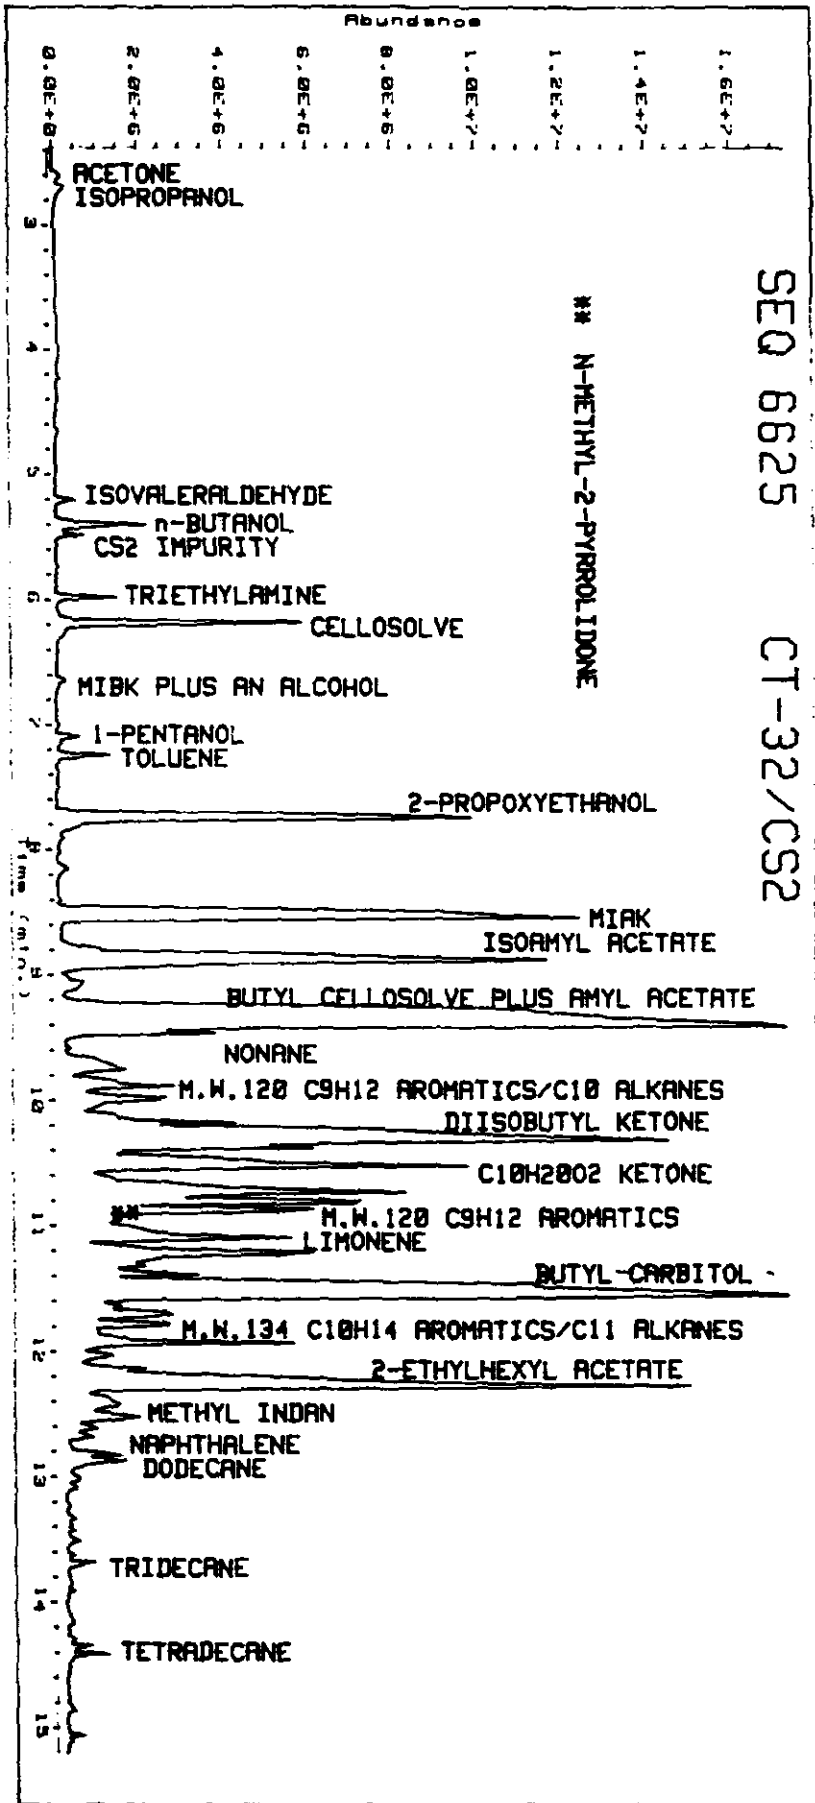 Abundance
0.0E+0
2.0E+6
4.0E+6
6.0E+6
8.0E+6
1.0E+7
1.2E+7
1.4E+7
1.6E+7
SEQ 6625 CT-32/CS2
** N-METHYL-2-PYRROLIDONE
ACETONE
ISOPROPANOL
3
4
5
ISOVALERALDEHYDE
n-BUTANOL
CS2 IMPURITY
6
TRIETHYLAMINE
CELLOSOLVE
MIBK PLUS AN ALCOHOL
7
1-PENTANOL
TOLUENE
2-PROPOXYETHANOL
8
Time (min.)
MIAK
ISOAMYL ACETATE
9
BUTYL CELLOSOLVE PLUS AMYL ACETATE
NONANE
M.W.120 C9H12 AROMATICS/C10 ALKANES
10
DIISOBUTYL KETONE
C10H20O2 KETONE
**
M.W.120 C9H12 AROMATICS
11
LIMONENE
BUTYL-CARBITOL
M.W.134 C10H14 AROMATICS/C11 ALKANES
12
2-ETHYLHEXYL ACETATE
METHYL INDAN
NAPHTHALENE
DODECANE
13
TRIDECANE
14
TETRADECANE
15